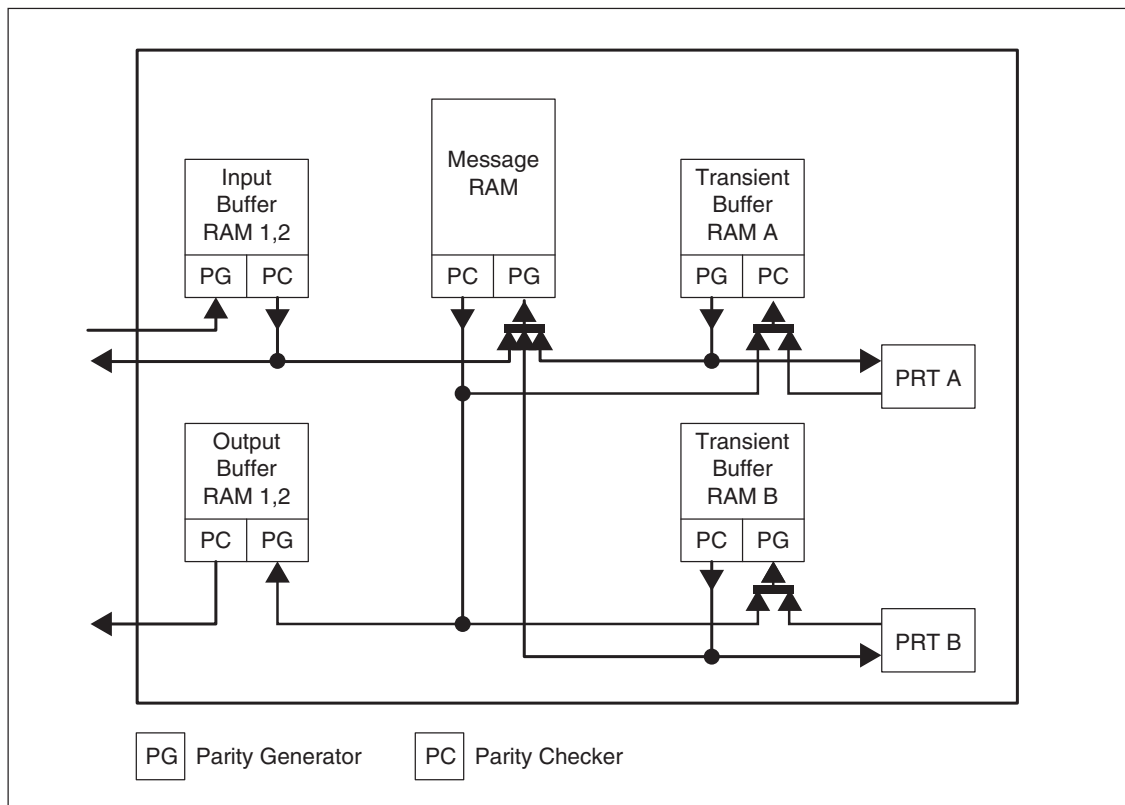 Message
RAM
Input
Buffer
RAM 1,2
Transient
Buffer
RAM A
PG
PC
PC
PG
PG
PC
PRT A
Output
Buffer
RAM 1,2
Transient
Buffer
RAM B
PC
PG
PC
PG
PRT B
PG
Parity Generator
PC
Parity Checker